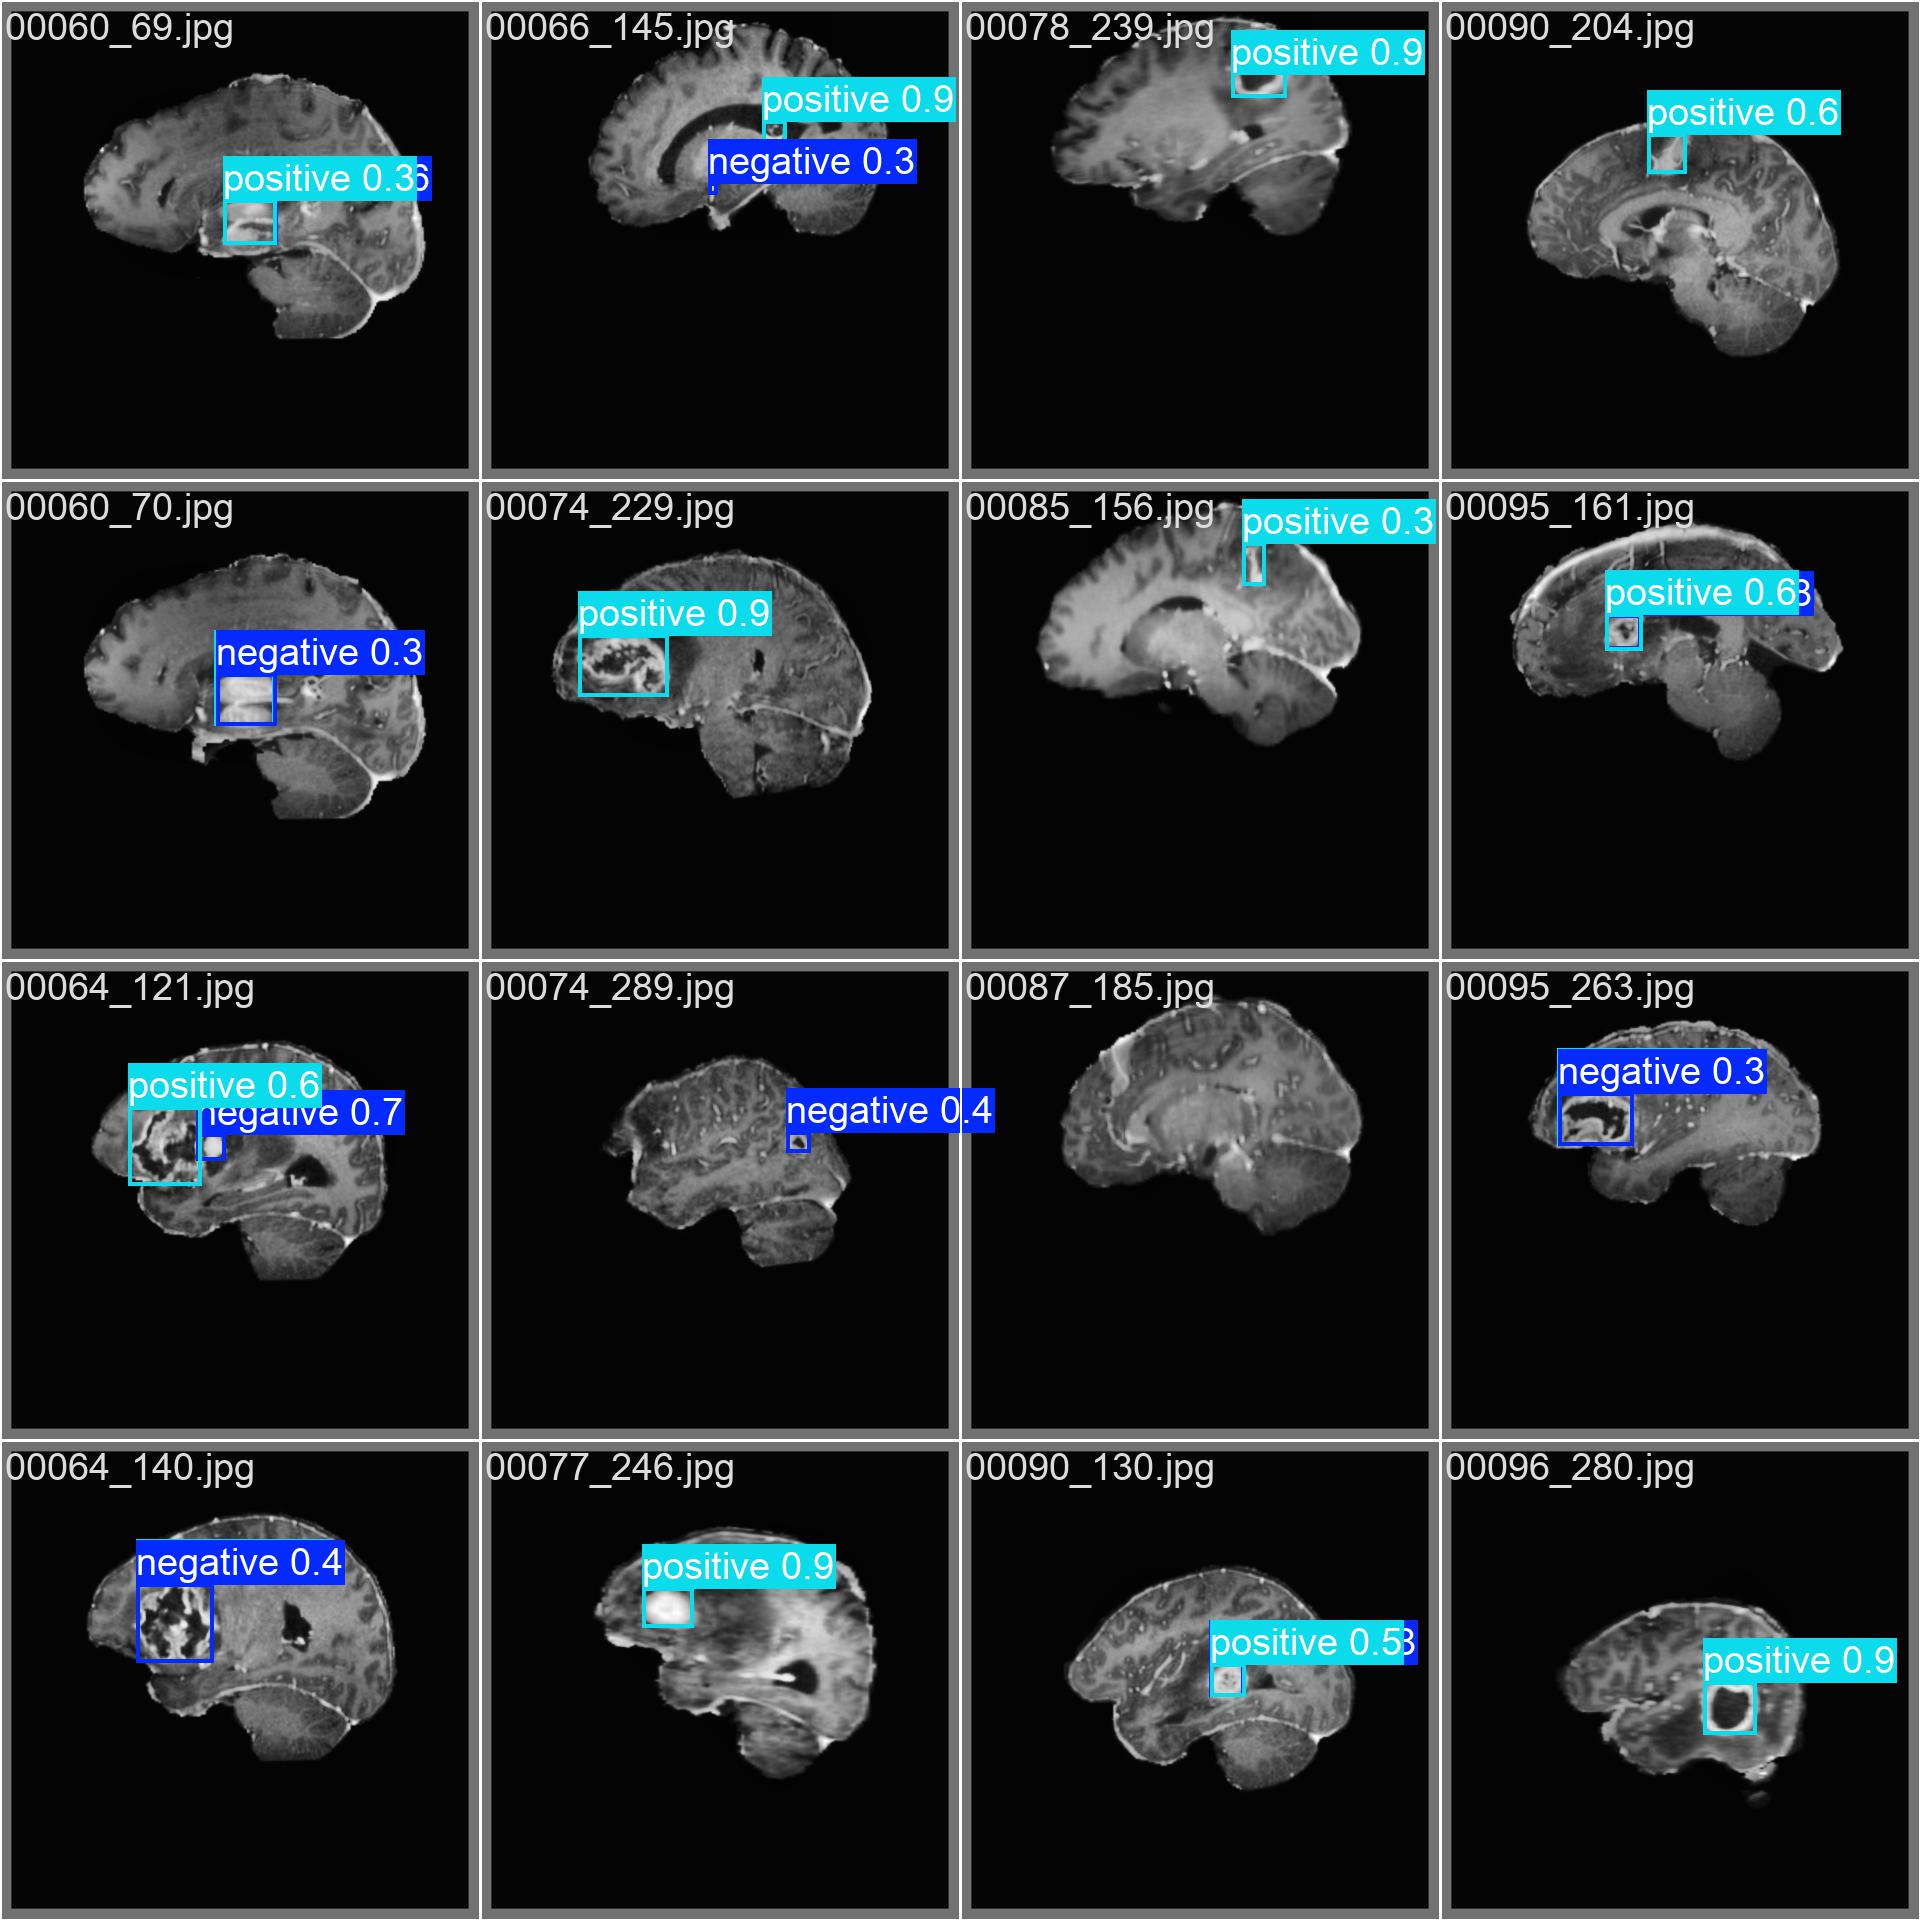 00060_69.jpg
positive 0.3
6
00066_145.jpg
positive 0.9
negative 0.3
00078_239.jpg
positive 0.9
00090_204.jpg
positive 0.6
00060_70.jpg
negative 0.3
00074_229.jpg
positive 0.9
00085_156.jpg
positive 0.3
00095_161.jpg
positive 0.6
00064_121.jpg
positive 0.6
negative 0.7
00074_289.jpg
negative 0.4
00087_185.jpg
00095_263.jpg
negative 0.3
00064_140.jpg
negative 0.4
00077_246.jpg
positive 0.9
00090_130.jpg
positive 0.5
00096_280.jpg
positive 0.9